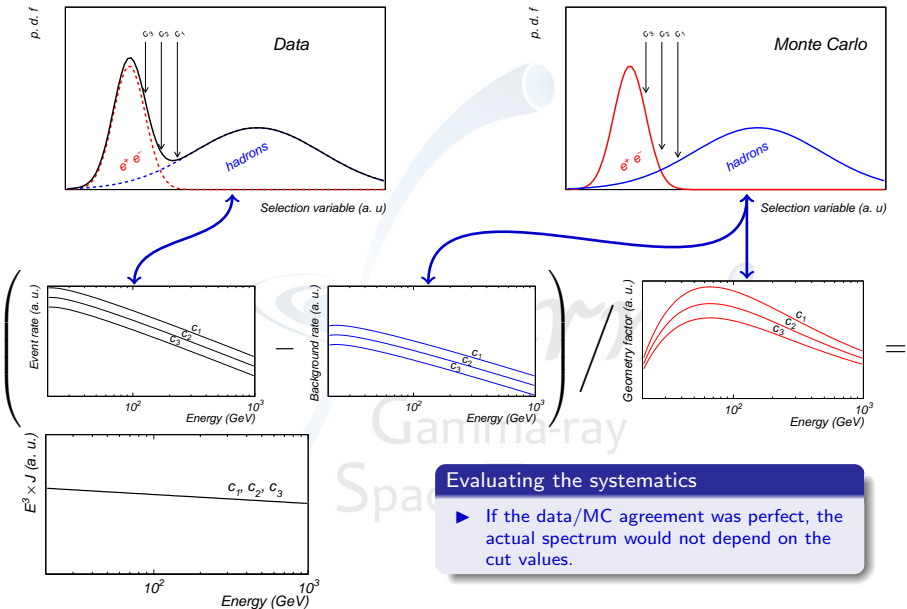 p. d. f
c3
c2
c1
Data
e+ e-
hadrons
Selection variable (a. u)
p. d. f
c3
c2
c1
Monte Carlo
e+ e-
hadrons
Selection variable (a. u)
(
Event rate (a. u.)
c1
c2
c3
10^2
10^3
Energy (GeV)
−
Background rate (a. u.)
c1
c2
c3
10^2
10^3
Energy (GeV)
)
/
Geometry factor (a. u.)
c1
c2
c3
10^2
10^3
Energy (GeV)
=
Gamma-ray
E^3 × J (a. u.)
c1, c2, c3
10^2
10^3
Energy (GeV)
Evaluating the systematics
▶ If the data/MC agreement was perfect, the
actual spectrum would not depend on the
cut values.